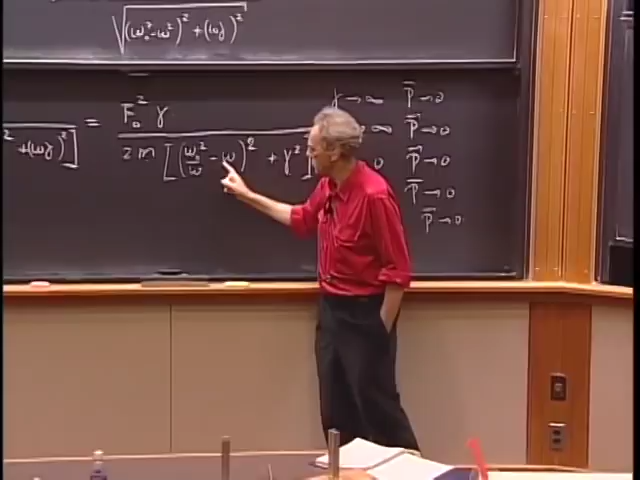 √(ω₀²-ω²)² + (ωγ)²
² + (ωγ)²] = F₀² γ / 2m [(ω₀²/ω - ω)² + γ²]
γ → ∞ P̄ → 0
→ ∞ P̄ → 0
→ 0 P̄ → 0
P̄ → 0
P̄ → 0